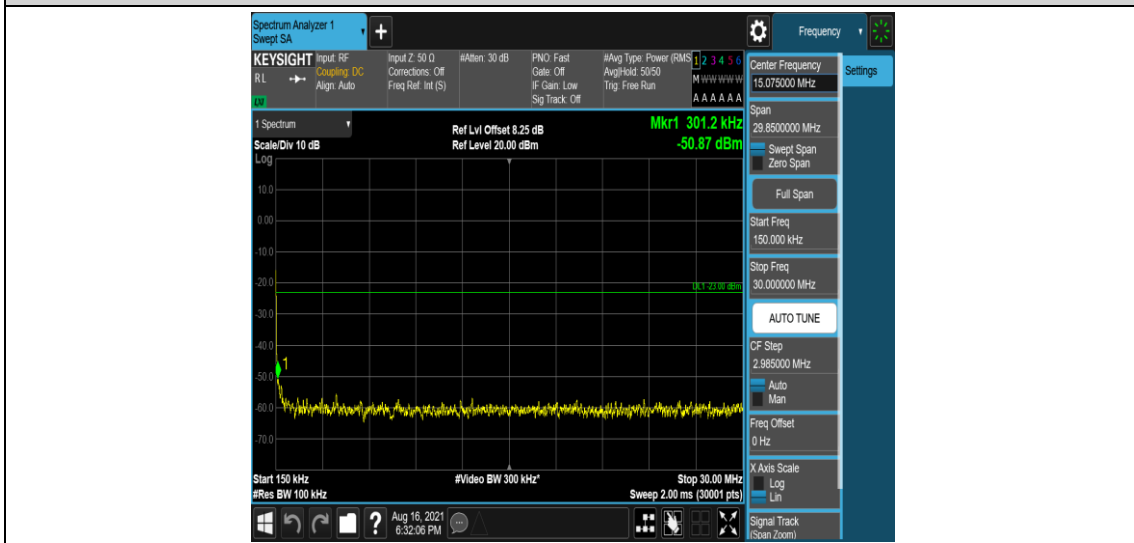 Spectrum Analyzer 1
Swept SA
+
Frequency
KEYSIGHT
RL
LXI
Input: RF
Coupling: DC
Align: Auto
Input Z: 50 Ω
Corrections: Off
Freq Ref: Int (S)
#Atten: 30 dB
PNO: Fast
Gate: Off
IF Gain: Low
Sig Track: Off
#Avg Type: Power (RMS
Avg|Hold: 50/50
Trig: Free Run
1 2 3 4 5 6
M W W W W W
A A A A A A
1 Spectrum
Scale/Div 10 dB
Log
Ref Lvl Offset 8.25 dB
Ref Level 20.00 dBm
Mkr1 301.2 kHz
-50.87 dBm
10.0
0.00
-10.0
-20.0
DL1 -23.00 dBm
-30.0
-40.0
1
-50.0
-60.0
-70.0
Start 150 kHz
#Res BW 100 kHz
#Video BW 300 kHz*
Stop 30.00 MHz
Sweep 2.00 ms (30001 pts)
?
Aug 16, 2021
6:32:06 PM
Center Frequency
15.075000 MHz
Settings
Span
29.8500000 MHz
Swept Span
Zero Span
Full Span
Start Freq
150.000 kHz
Stop Freq
30.000000 MHz
AUTO TUNE
CF Step
2.985000 MHz
Auto
Man
Freq Offset
0 Hz
X Axis Scale
Log
Lin
Signal Track
(Span Zoom)